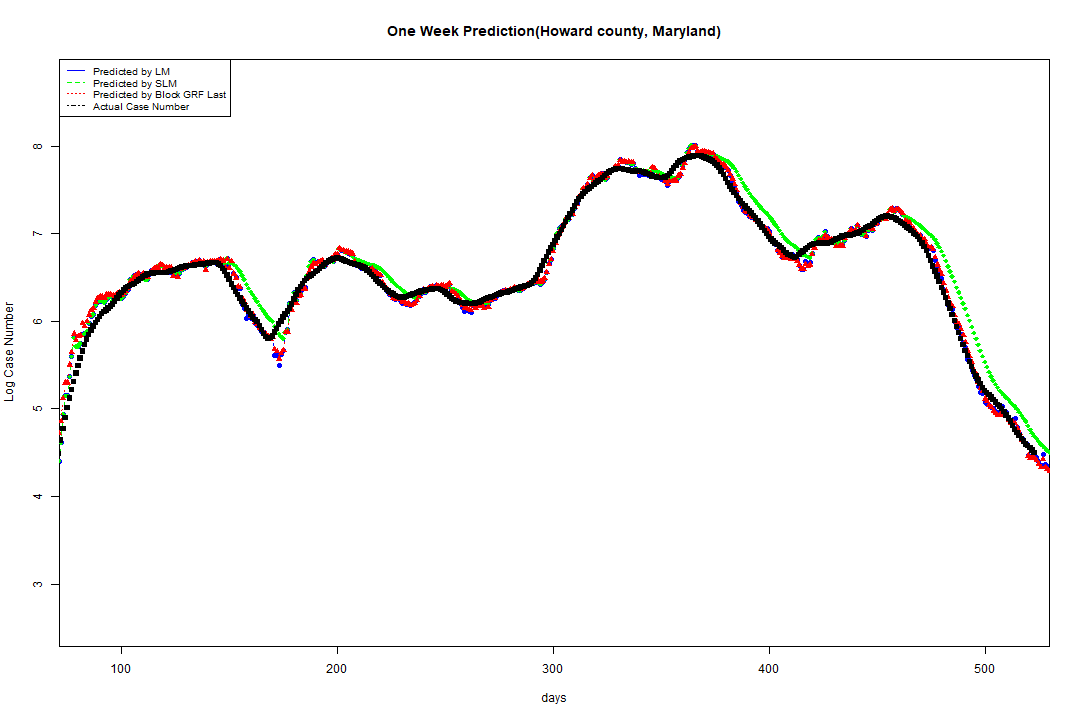 One Week Prediction(Howard county, Maryland)
Predicted by LM
Predicted by SLM
Predicted by Block GRF Last
Actual Case Number
8
7
6
5
4
3
Log Case Number
100 200 300 400 500
days